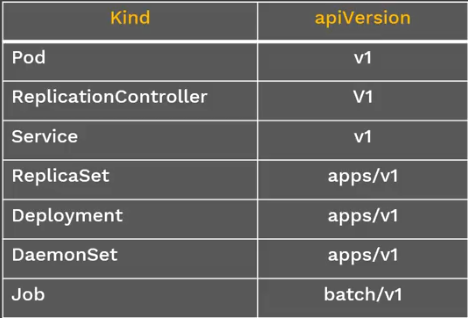 Kind apiVersion
Pod v1
ReplicationController V1
Service v1
ReplicaSet apps/v1
Deployment apps/v1
DaemonSet apps/v1
Job batch/v1